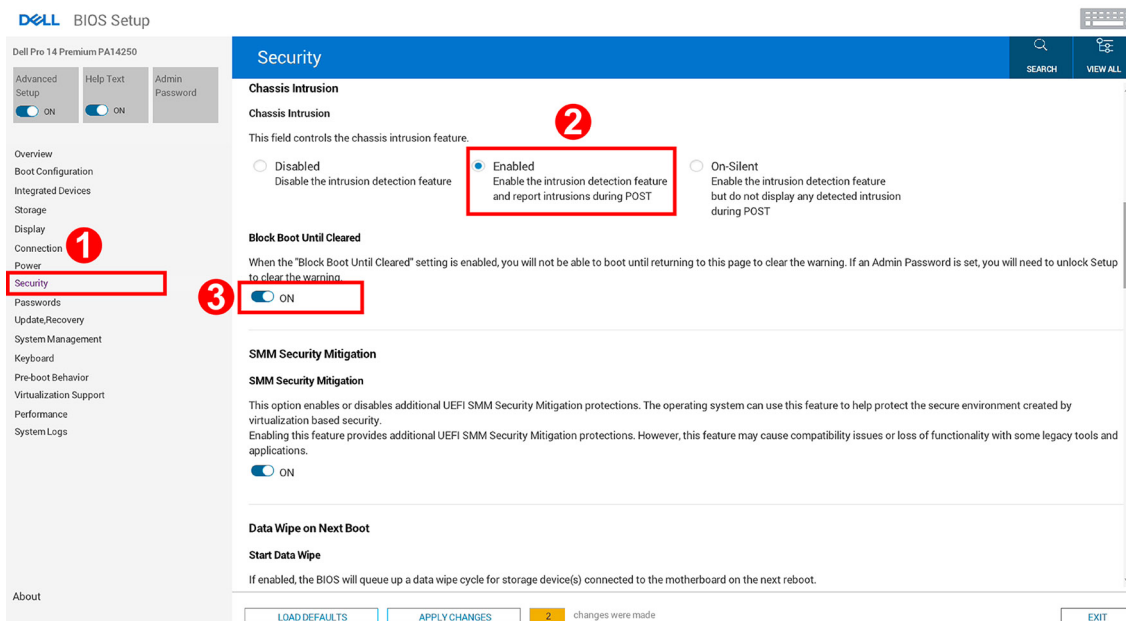 DELL BIOS Setup
Dell Pro 14 Premium PA14250
Advanced Setup
ON
Help Text
ON
Admin Password
Overview
Boot Configuration
Integrated Devices
Storage
Display
Connection
1
Power
Security
Passwords
Update,Recovery
System Management
Keyboard
Pre-boot Behavior
Virtualization Support
Performance
System Logs
About
Security
SEARCH
VIEW ALL
Chassis Intrusion
Chassis Intrusion
This field controls the chassis intrusion feature.
2
Disabled
Disable the intrusion detection feature
Enabled
Enable the intrusion detection feature
and report intrusions during POST
On-Silent
Enable the intrusion detection feature
but do not display any detected intrusion
during POST
Block Boot Until Cleared
When the "Block Boot Until Cleared" setting is enabled, you will not be able to boot until returning to this page to clear the warning. If an Admin Password is set, you will need to unlock Setup
to clear the warning.
3
ON
SMM Security Mitigation
SMM Security Mitigation
This option enables or disables additional UEFI SMM Security Mitigation protections. The operating system can use this feature to help protect the secure environment created by
virtualization based security.
Enabling this feature provides additional UEFI SMM Security Mitigation protections. However, this feature may cause compatibility issues or loss of functionality with some legacy tools and
applications.
ON
Data Wipe on Next Boot
Start Data Wipe
If enabled, the BIOS will queue up a data wipe cycle for storage device(s) connected to the motherboard on the next reboot.
LOAD DEFAULTS
APPLY CHANGES
2 changes were made
EXIT